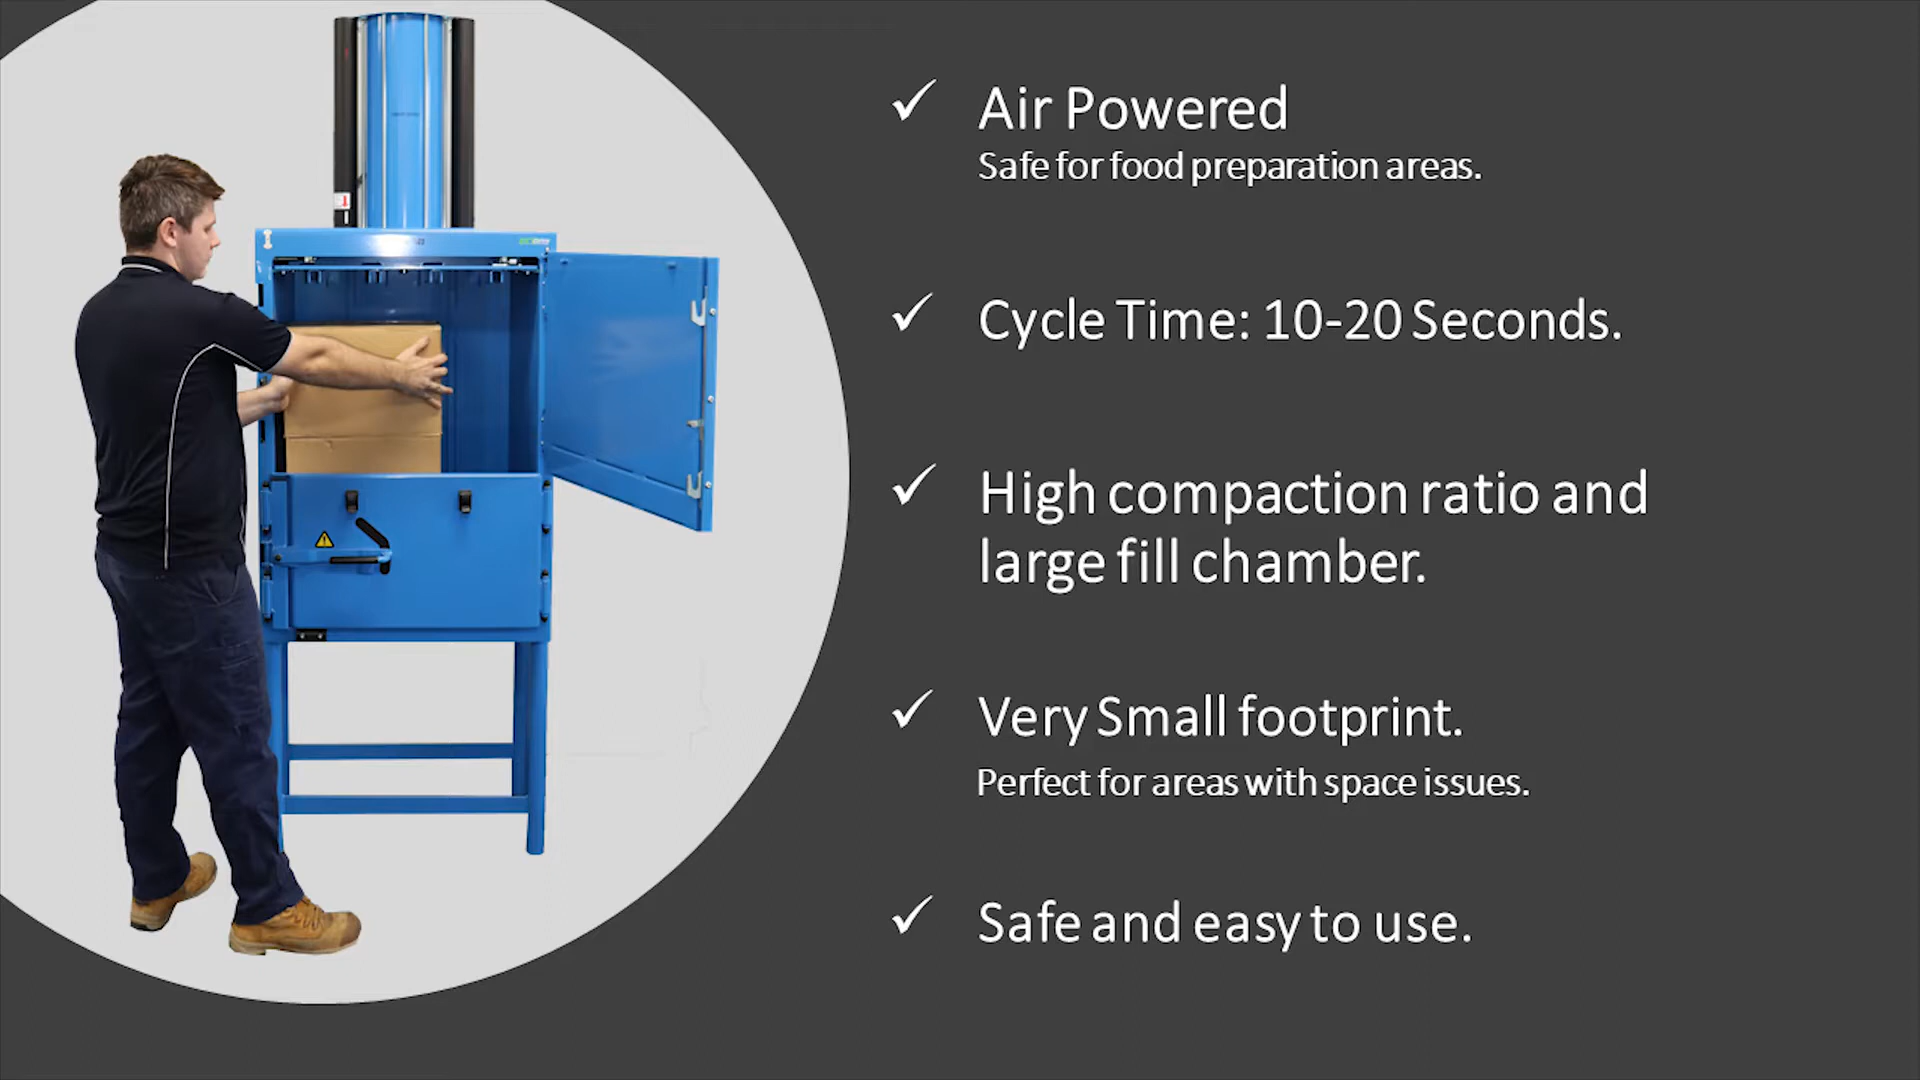 Air Powered
Safe for food preparation areas.
Cycle Time: 10-20 Seconds.
High compaction ratio and
large fill chamber.
Very Small footprint.
Perfect for areas with space issues.
Safe and easy to use.